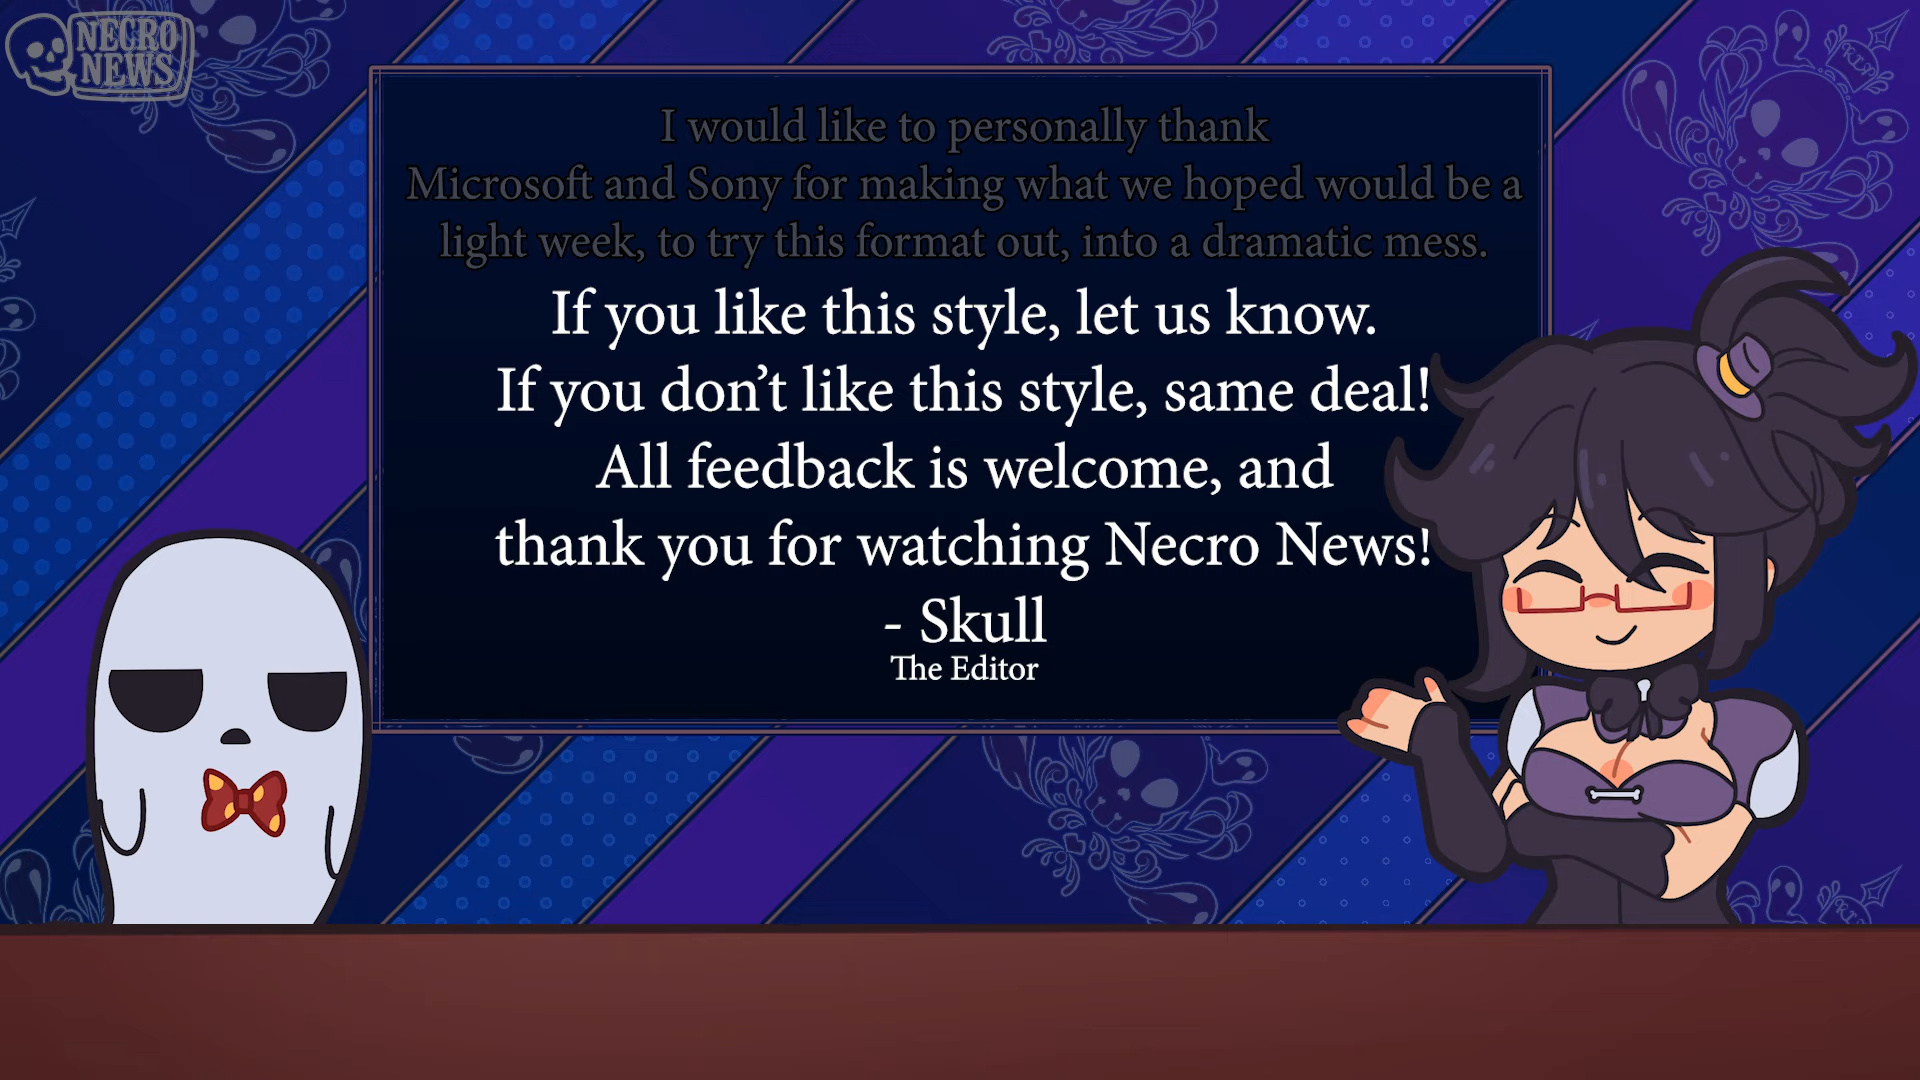 NECRO
NEWS
I would like to personally thank
Microsoft and Sony for making what we hoped would be a
light week, to try this format out, into a dramatic mess.
If you like this style, let us know.
If you don’t like this style, same deal!
All feedback is welcome, and
thank you for watching Necro News!
- Skull
The Editor